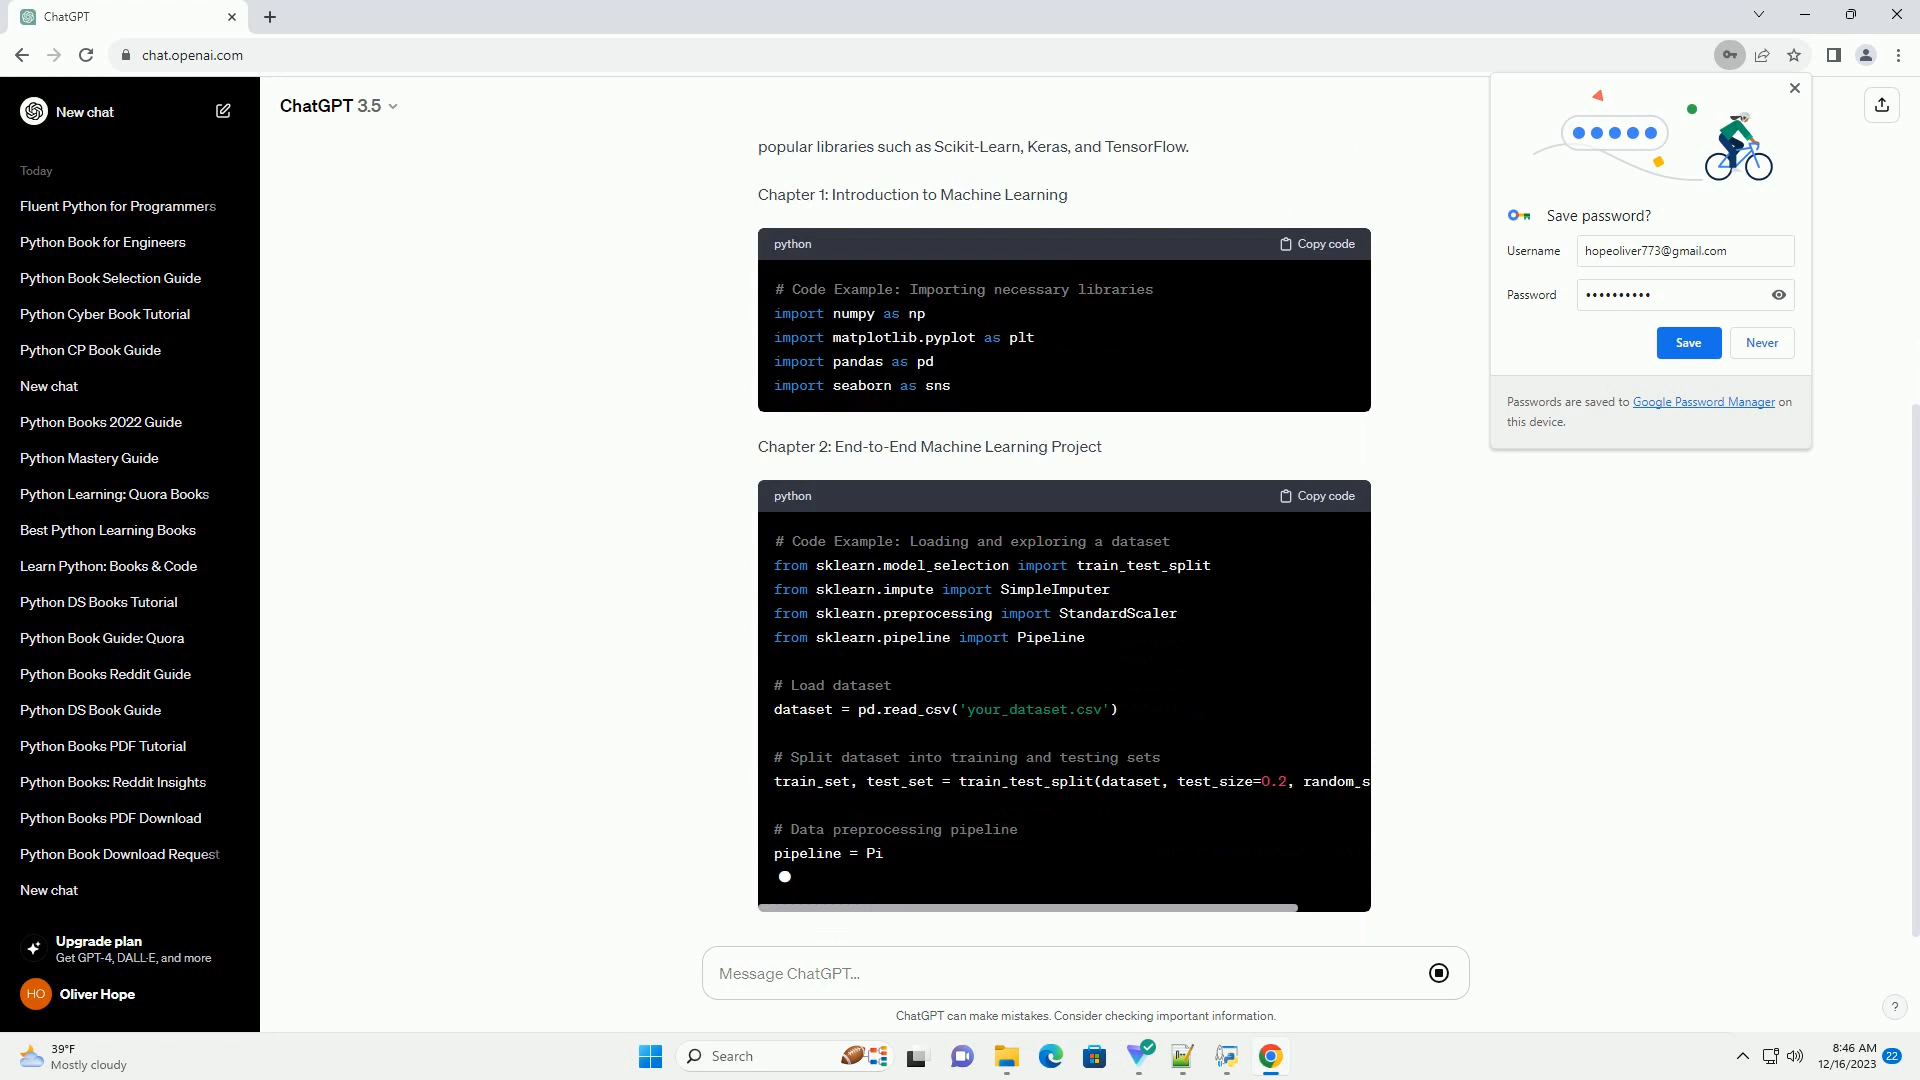 ChatGPT
chat.openai.com
New chat
Today
Fluent Python for Programmers
Python Book for Engineers
Python Book Selection Guide
Python Cyber Book Tutorial
Python CP Book Guide
New chat
Python Books 2022 Guide
Python Mastery Guide
Python Learning: Quora Books
Best Python Learning Books
Learn Python: Books & Code
Python DS Books Tutorial
Python Book Guide: Quora
Python Books Reddit Guide
Python DS Book Guide
Python Books PDF Tutorial
Python Books: Reddit Insights
Python Books PDF Download
Python Book Download Request
New chat
Upgrade plan
Get GPT-4, DALL·E, and more
HO
Oliver Hope
ChatGPT 3.5
popular libraries such as Scikit-Learn, Keras, and TensorFlow.
Chapter 1: Introduction to Machine Learning
python
Copy code
# Code Example: Importing necessary libraries
import numpy as np
import matplotlib.pyplot as plt
import pandas as pd
import seaborn as sns
Chapter 2: End-to-End Machine Learning Project
python
Copy code
# Code Example: Loading and exploring a dataset
from sklearn.model_selection import train_test_split
from sklearn.impute import SimpleImputer
from sklearn.preprocessing import StandardScaler
from sklearn.pipeline import Pipeline
# Load dataset
dataset = pd.read_csv('your_dataset.csv')
# Split dataset into training and testing sets
train_set, test_set = train_test_split(dataset, test_size=0.2, random_s
# Data preprocessing pipeline
pipeline = Pi
Message ChatGPT...
ChatGPT can make mistakes. Consider checking important information.
Save password?
Username
hopeoliver773@gmail.com
Password
••••••••••
Save
Never
Passwords are saved to Google Password Manager on
this device.
?
39°F
Mostly cloudy
Search
8:46 AM
12/16/2023
22